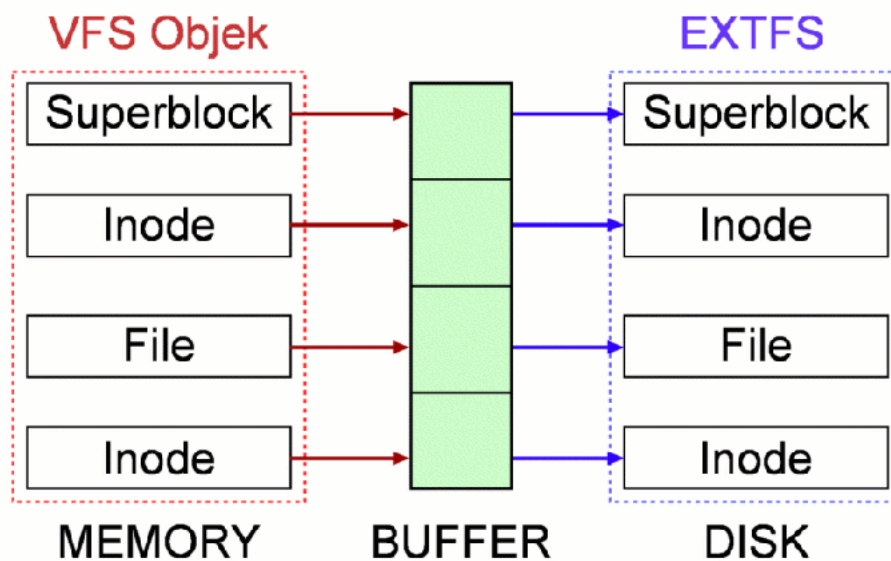 VFS Objek EXTFS
Superblock Superblock
Inode Inode
File File
Inode Inode
MEMORY BUFFER DISK